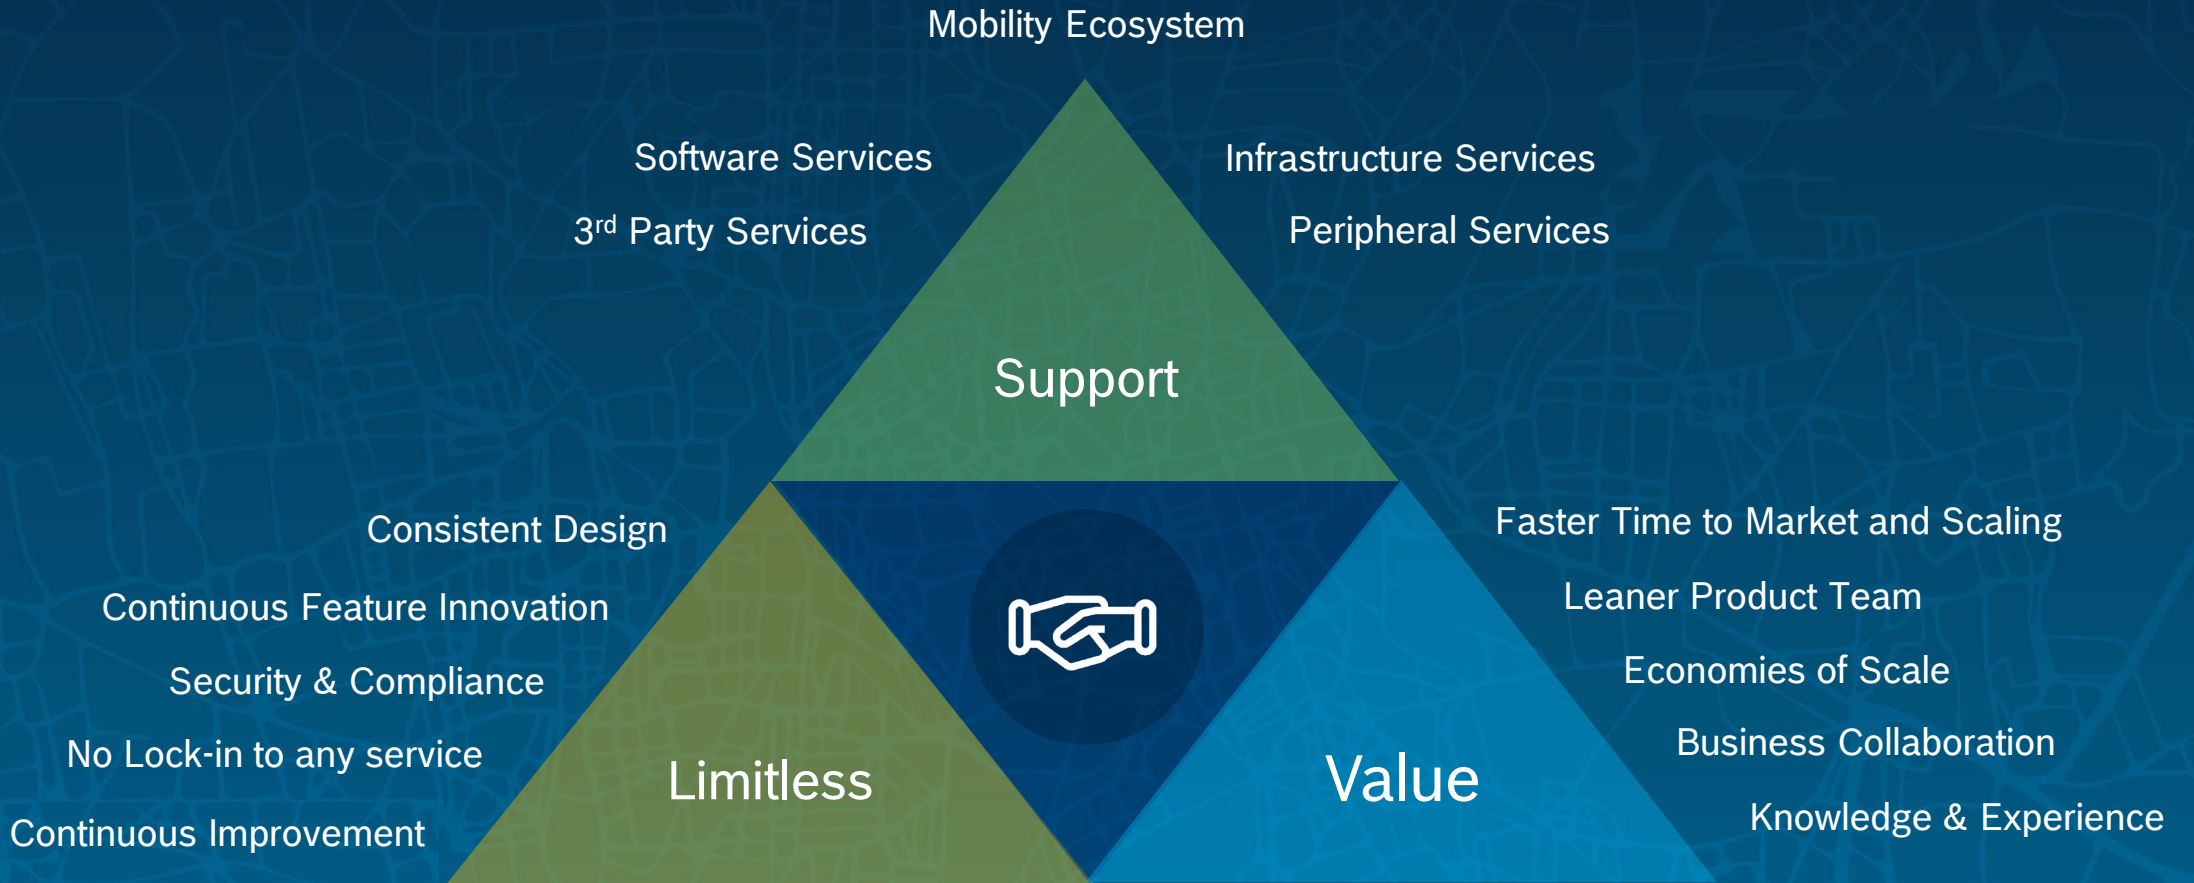 Mobility Ecosystem
Software Services
Infrastructure Services
3rd Party Services
Peripheral Services
Support
Consistent Design
Continuous Feature Innovation
Security & Compliance
No Lock-in to any service
Continuous Improvement
Limitless
Faster Time to Market and Scaling
Leaner Product Team
Economies of Scale
Business Collaboration
Knowledge & Experience
Value